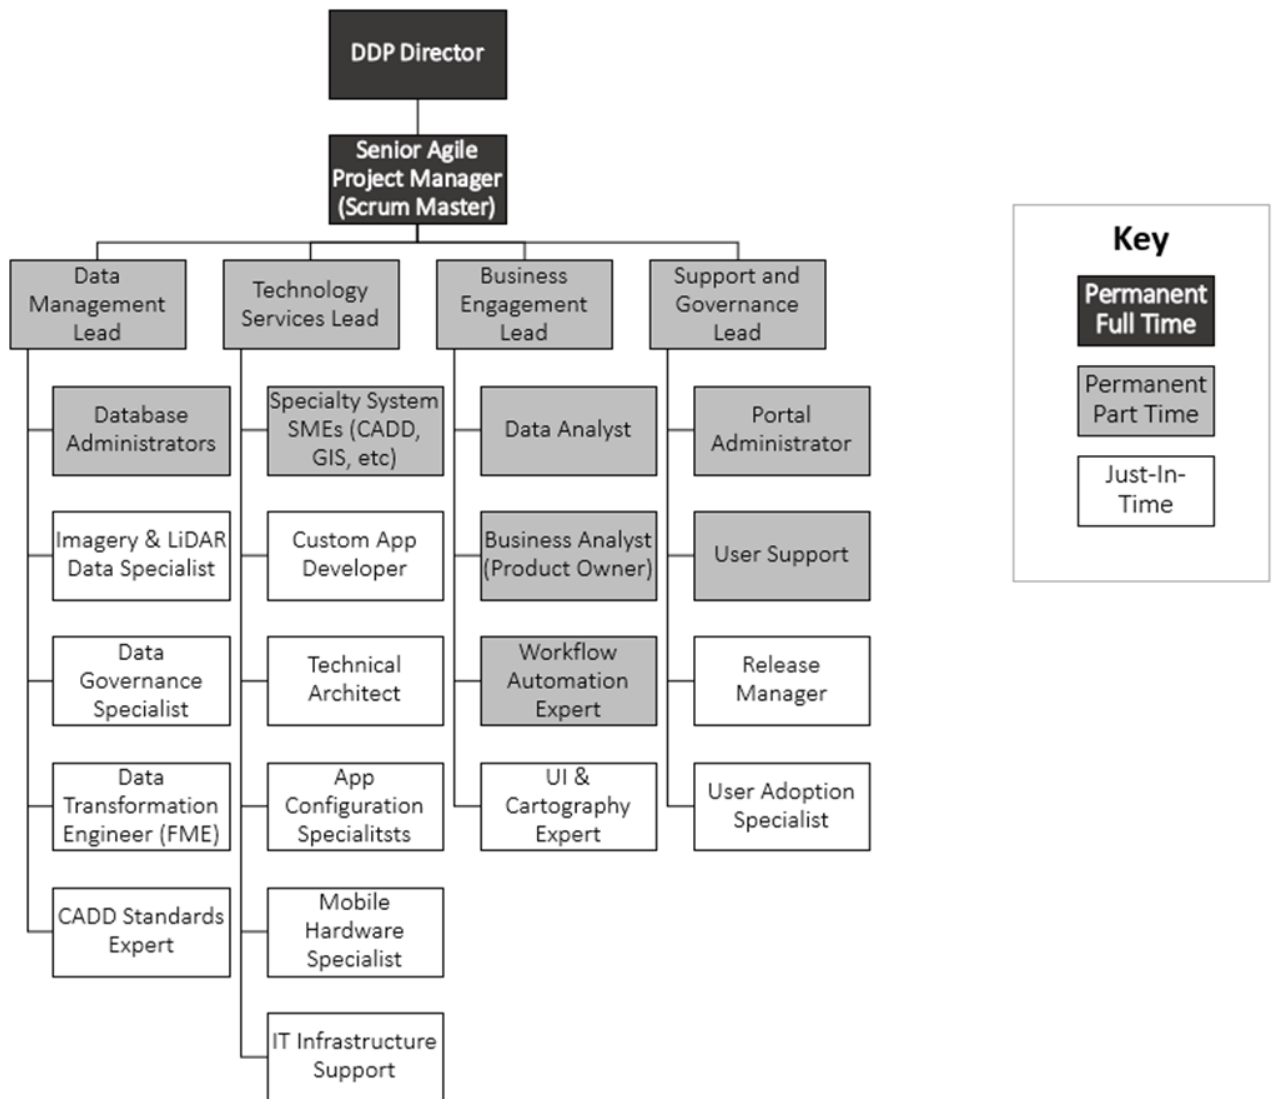 DDP Director
Senior Agile
Project Manager
(Scrum Master)
Data
Management
Lead
Technology
Services Lead
Business
Engagement
Lead
Support and
Governance
Lead
Database
Administrators
Imagery & LiDAR
Data Specialist
Data
Governance
Specialist
Data
Transformation
Engineer (FME)
CADD Standards
Expert
Specialty System
SMEs (CADD,
GIS, etc)
Custom App
Developer
Technical
Architect
App
Configuration
Specialitsts
Mobile
Hardware
Specialist
IT Infrastructure
Support
Data Analyst
Business Analyst
(Product Owner)
Workflow
Automation
Expert
UI &
Cartography
Expert
Portal
Administrator
User Support
Release
Manager
User Adoption
Specialist
Key
Permanent
Full Time
Permanent
Part Time
Just-In-
Time